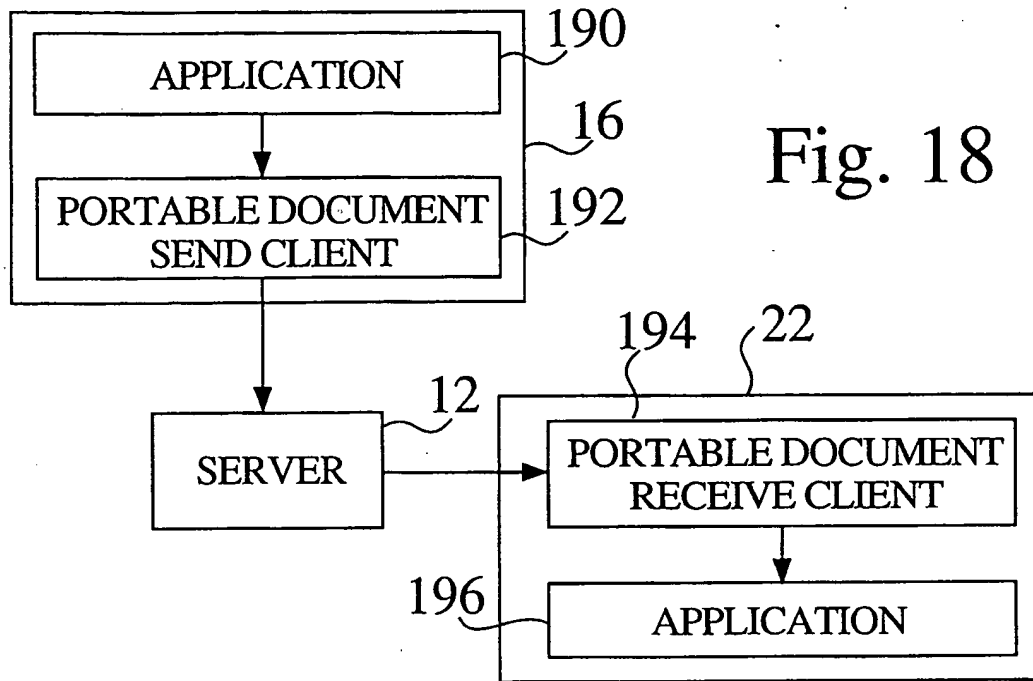 190
APPLICATION
16
Fig. 18
PORTABLE DOCUMENT
SEND CLIENT
192
194
22
12
SERVER
PORTABLE DOCUMENT
RECEIVE CLIENT
196
APPLICATION